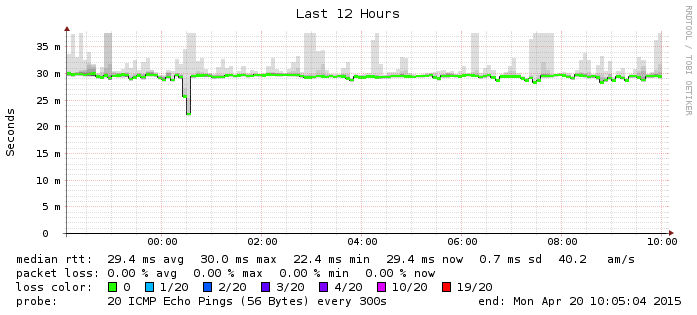 Last 12 Hours
RRDTOOL / TOBI OETIKER
Seconds
35 m
30 m
25 m
20 m
15 m
10 m
5 m
0
00:00 02:00 04:00 06:00 08:00 10:00
median rtt: 29.4 ms avg 30.0 ms max 22.4 ms min 29.4 ms now 0.7 ms sd 40.2 am/s
packet loss: 0.00 % avg 0.00 % max 0.00 % min 0.00 % now
loss color: 0 1/20 2/20 3/20 4/20 10/20 19/20
probe: 20 ICMP Echo Pings (56 Bytes) every 300s end: Mon Apr 20 10:05:04 2015